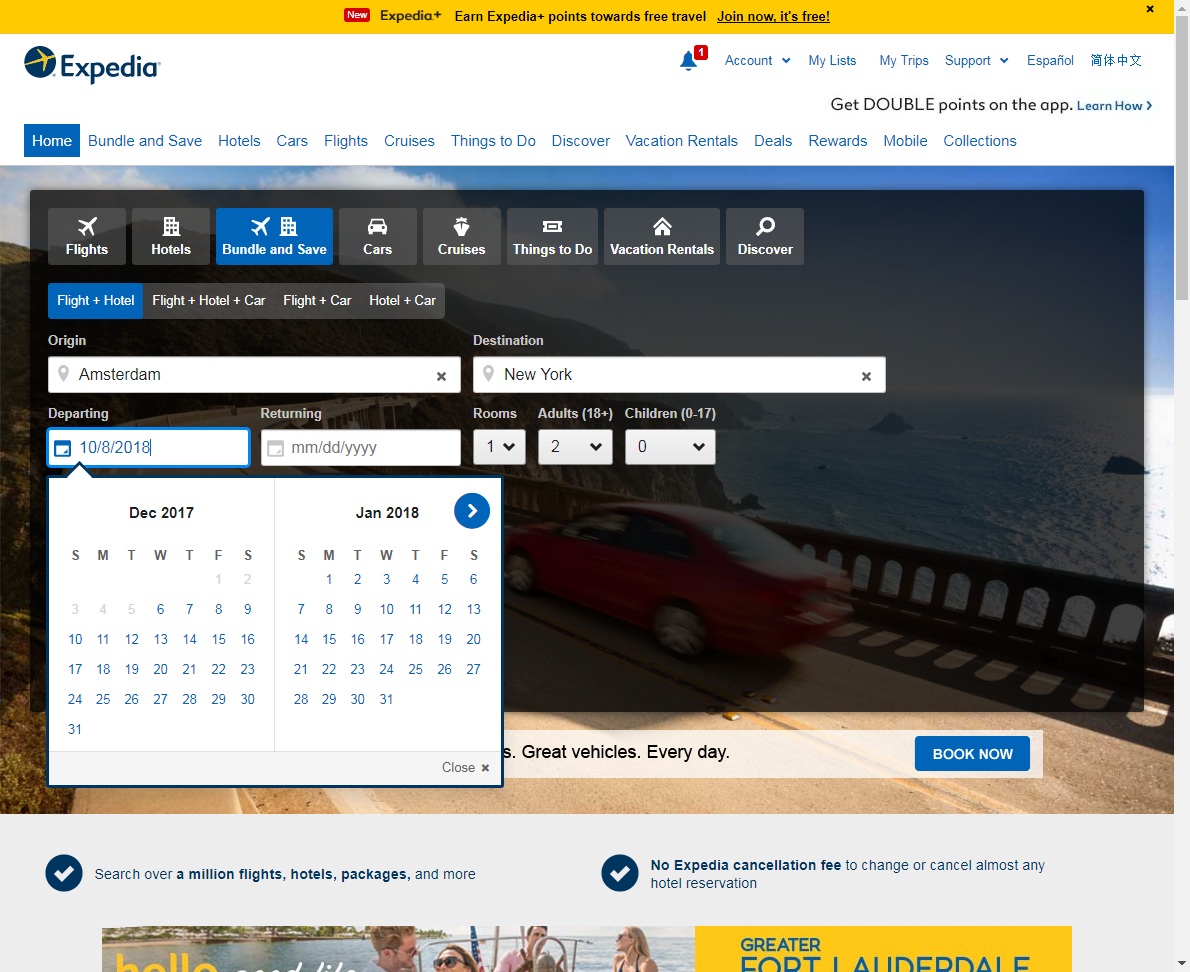 New Expedia+ Earn Expedia+ points towards free travel Join now, it's free!
Expedia
1 Account My Lists My Trips Support Español 简体中文
Get DOUBLE points on the app. Learn How
Home Bundle and Save Hotels Cars Flights Cruises Things to Do Discover Vacation Rentals Deals Rewards Mobile Collections
Flights Hotels Bundle and Save Cars Cruises Things to Do Vacation Rentals Discover
Flight + Hotel Flight + Hotel + Car Flight + Car Hotel + Car
Origin Destination
Amsterdam New York
Departing Returning Rooms Adults (18+) Children (0-17)
10/8/2018 mm/dd/yyyy 1 2 0
Dec 2017 Jan 2018
S M T W T F S S M T W T F S
1 2 1 2 3 4 5 6
3 4 5 6 7 8 9 7 8 9 10 11 12 13
10 11 12 13 14 15 16 14 15 16 17 18 19 20
17 18 19 20 21 22 23 21 22 23 24 25 26 27
24 25 26 27 28 29 30 28 29 30 31
31
s. Great vehicles. Every day. BOOK NOW
Close
Search over a million flights, hotels, packages, and more
No Expedia cancellation fee to change or cancel almost any
hotel reservation
GREATER
FORT LAUDERDALE
hello good life